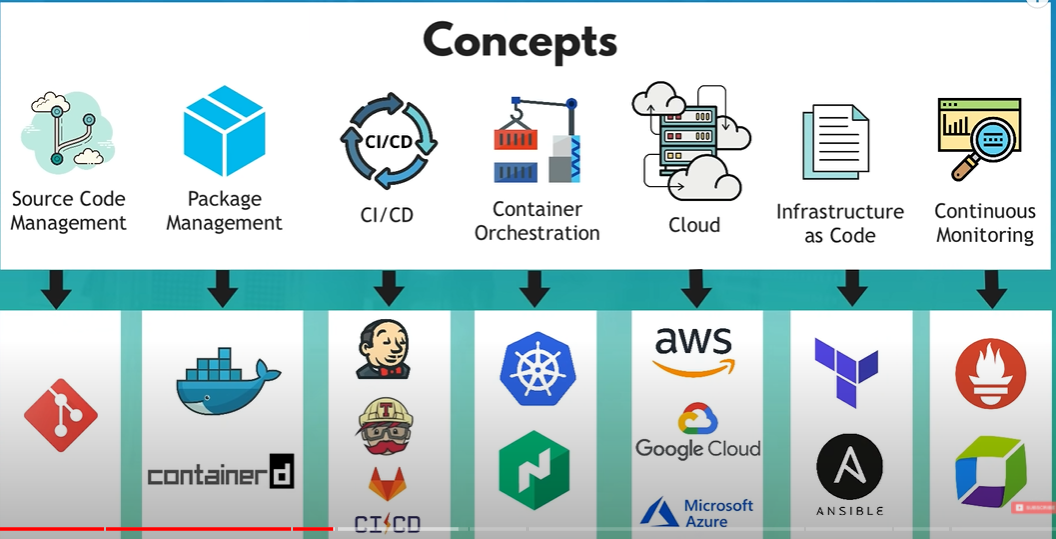 Concepts
CI/CD
Source Code
Management
Package
Management
CI/CD
Container
Orchestration
Cloud
Infrastructure
as Code
Continuous
Monitoring
containerd
T
CI/CD
aws
Google Cloud
Microsoft
Azure
A
ANSIBLE
SUBSCRIBE